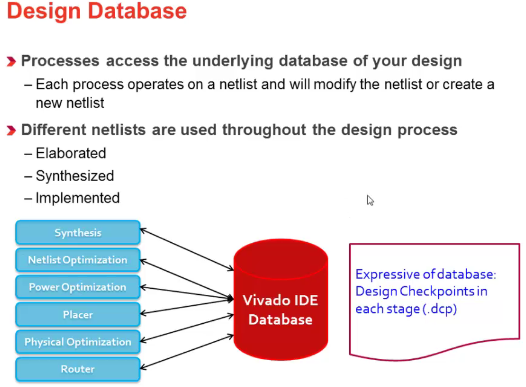 Design Database
Processes access the underlying database of your design
– Each process operates on a netlist and will modify the netlist or create a
new netlist
Different netlists are used throughout the design process
– Elaborated
– Synthesized
– Implemented
Synthesis
Netlist Optimization
Power Optimization
Placer
Physical Optimization
Router
Vivado IDE
Database
Expressive of database:
Design Checkpoints in
each stage (.dcp)